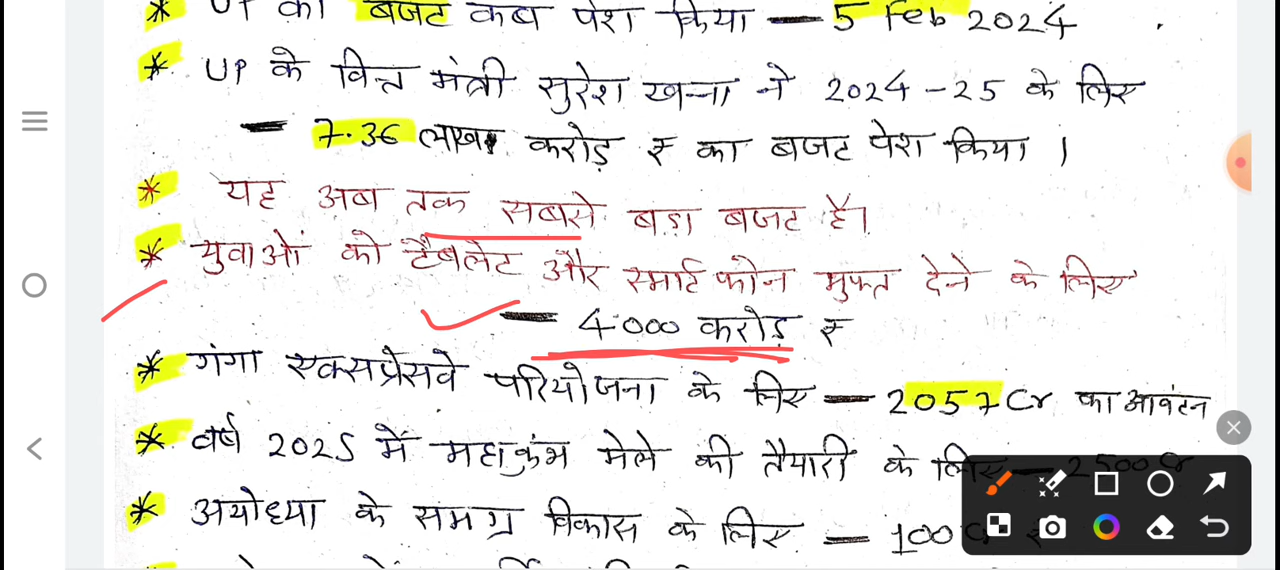 * UP का बजट कब पेश किया — 5 Feb 2024
* UP के वित्त मंत्री सुरेश खन्ना ने 2024-25 के लिए
— 7.36 लाख करोड़ ₹ का बजट पेश किया ।
* यह अब तक सबसे बड़ा बजट है।
* युवाओं को टैबलेट और स्मार्ट फोन मुफ्त देने के लिए
— 4000 करोड़ ₹
* गंगा एक्सप्रेसवे परियोजना के लिए — 2057 Cr का आवंटन
* वर्ष 2025 में महाकुंभ मेले की तैयारी के लिए — 2500 Cr
* अयोध्या के समग्र विकास के लिए — 100